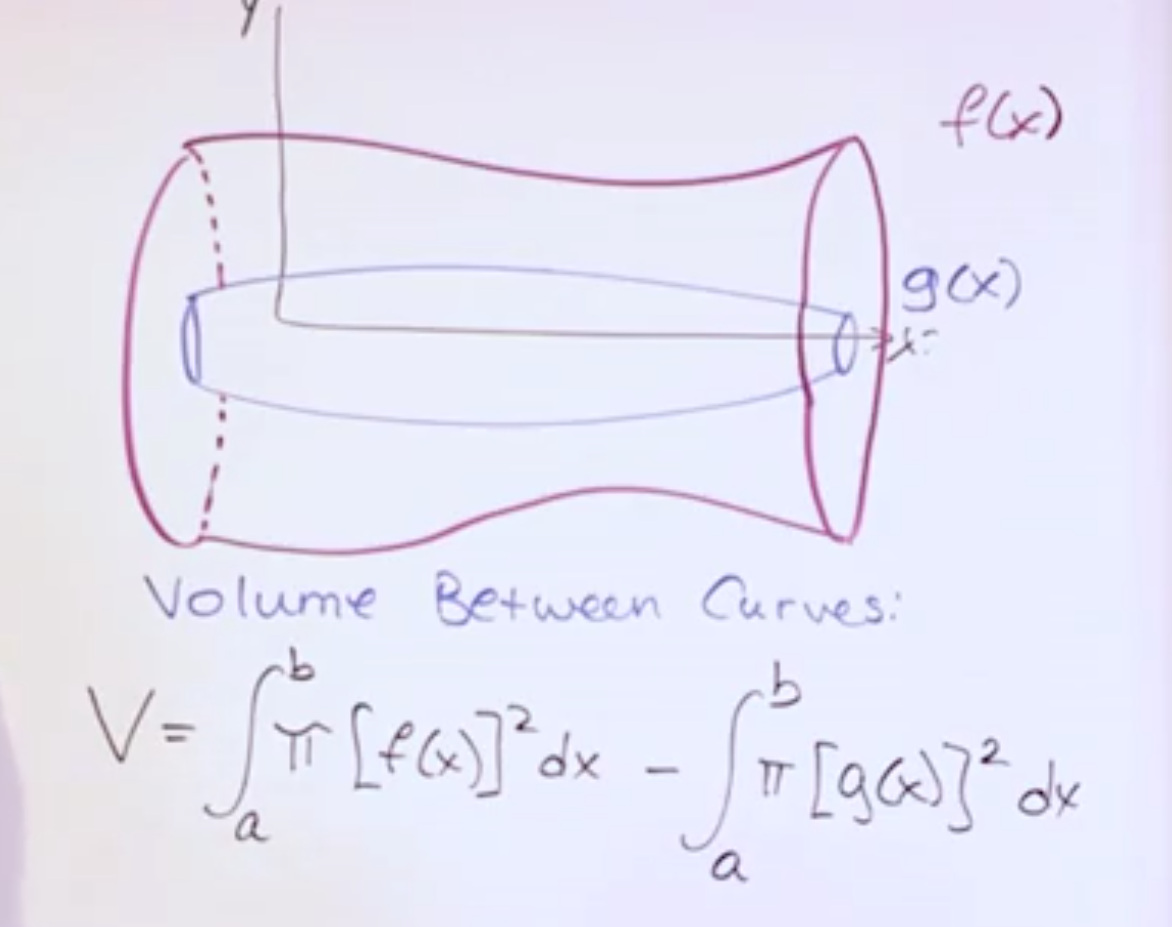 y
f(x)
g(x)
x
Volume Between Curves:
V = ∫_a^b π [f(x)]² dx − ∫_a^b π [g(x)]² dx